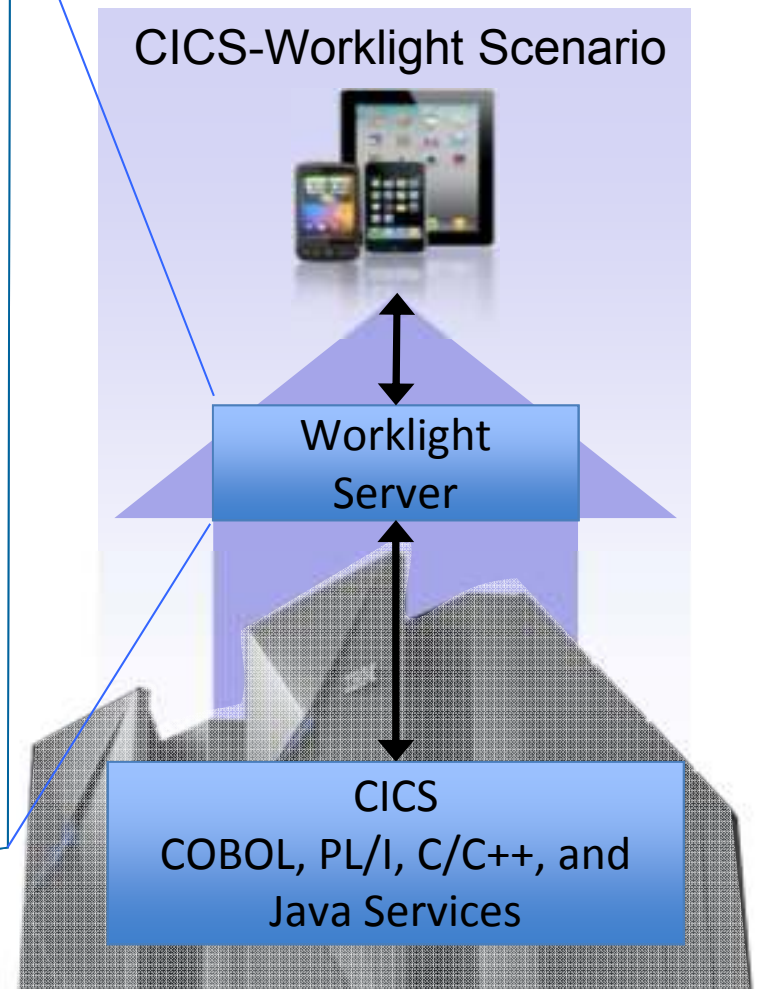 CICS-Worklight Scenario
Worklight
Server
CICS
COBOL, PL/I, C/C++, and
Java Services